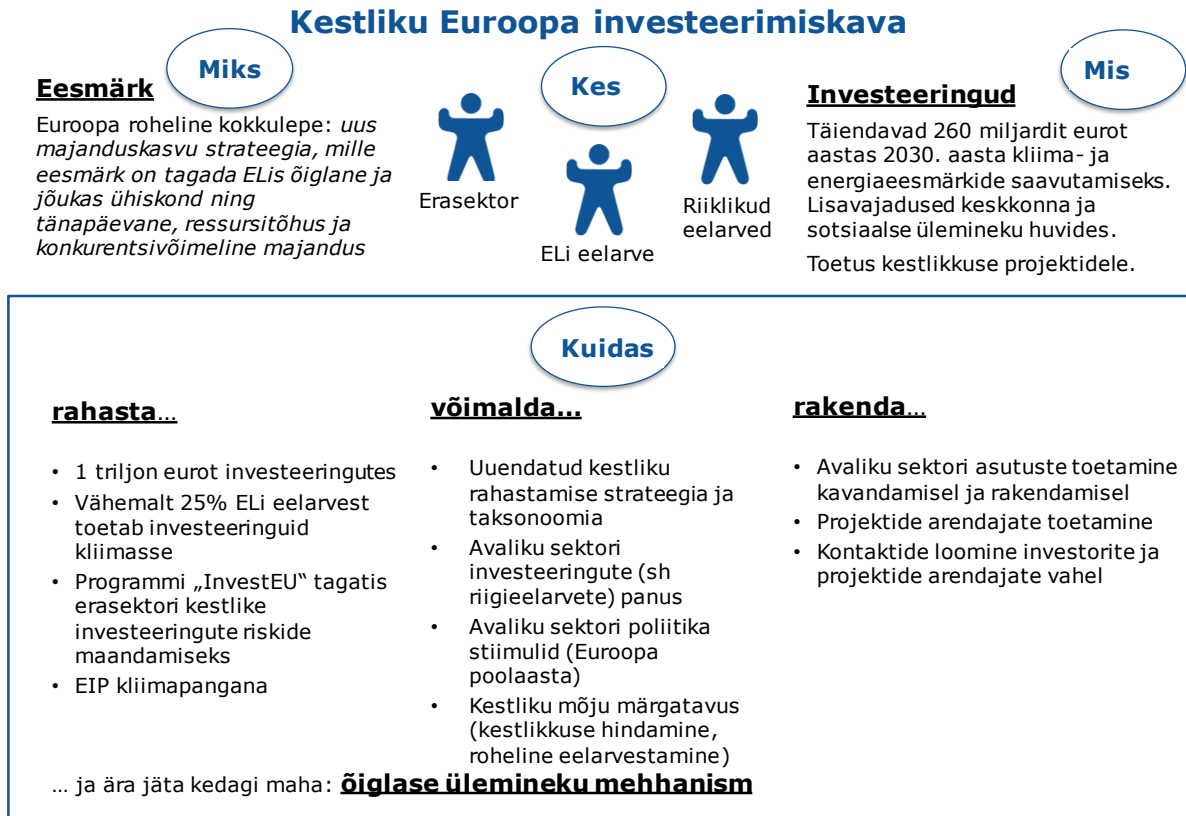 Kestliku Euroopa investeerimiskava
Miks
Eesmärk
Euroopa roheline kokkulepe: uus
majanduskasvu strateegia, mille
eesmärk on tagada ELis õiglane ja
jõukas ühiskond ning
tänapäevane, ressursitõhus ja
konkurentsivõimeline majandus
Kes
Erasektor
ELi eelarve
Riiklikud
eelarved
Mis
Investeeringud
Täiendavad 260 miljardit eurot
aastas 2030. aasta kliima- ja
energiaeesmärkide saavutamiseks.
Lisavajadused keskkonna ja
sotsiaalse ülemineku huvides.
Toetus kestlikkuse projektidele.
Kuidas
rahasta...
• 1 triljon eurot investeeringutes
• Vähemalt 25% ELi eelarvest
toetab investeeringuid
kliimasse
• Programmi „InvestEU“ tagatis
erasektori kestlike
investeeringute riskide
maandamiseks
• EIP kliimapangana
võimalda...
• Uuendatud kestliku
rahastamise strateegia ja
taksonoomia
• Avaliku sektori
investeeringute (sh
riigieelarvete) panus
• Avaliku sektori poliitika
stiimulid (Euroopa
poolaasta)
• Kestliku mõju märgatavus
(kestlikkuse hindamine,
roheline eelarvestamine)
rakenda...
• Avaliku sektori asutuste toetamine
kavandamisel ja rakendamisel
• Projektide arendajate toetamine
• Kontaktide loomine investorite ja
projektide arendajate vahel
... ja ära jäta kedagi maha: õiglase ülemineku mehhanism